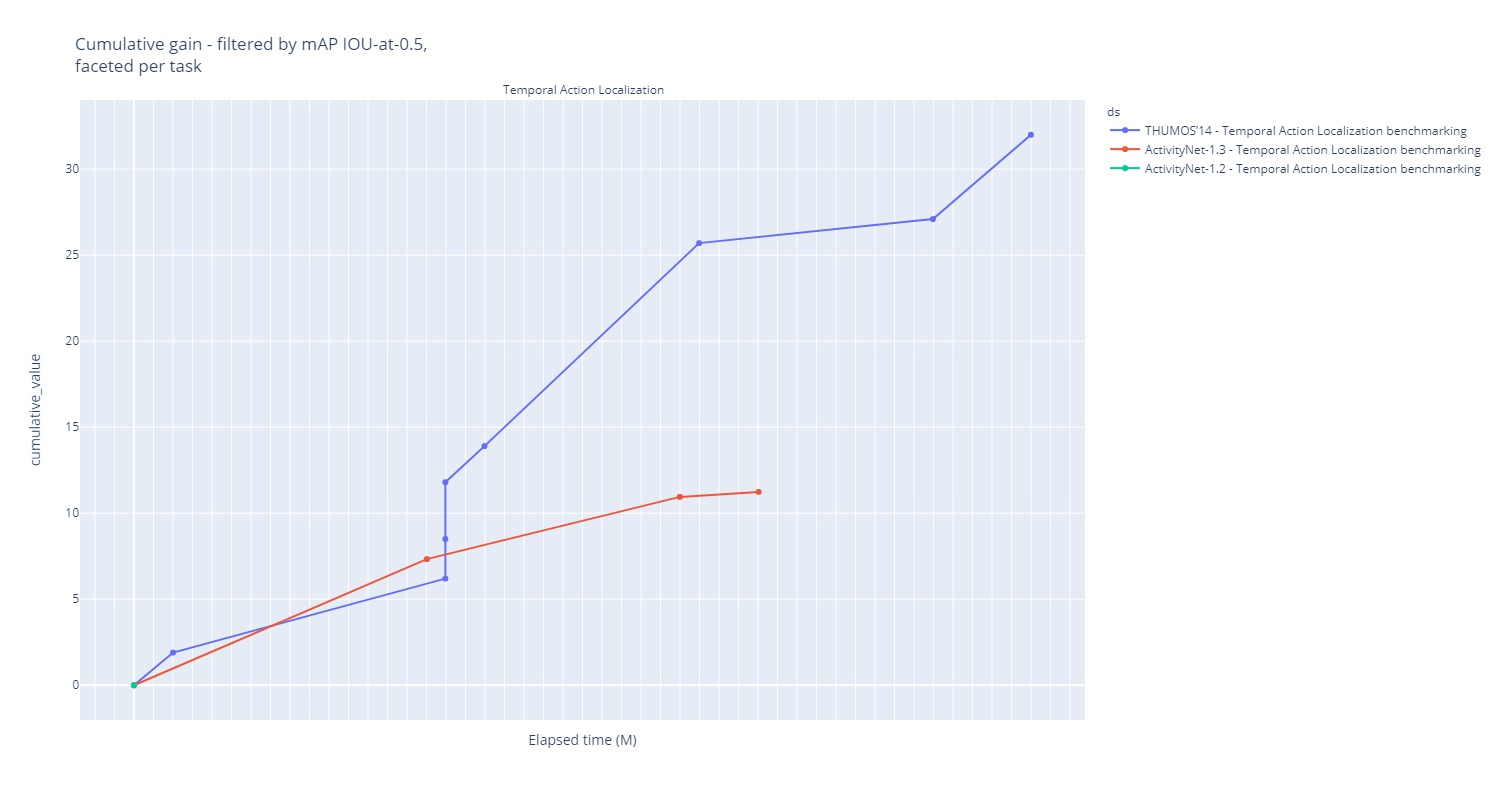 Cumulative gain - filtered by mAP IOU-at-0.5,
faceted per task
Temporal Action Localization
ds
THUMOS’14 - Temporal Action Localization benchmarking
ActivityNet-1.3 - Temporal Action Localization benchmarking
ActivityNet-1.2 - Temporal Action Localization benchmarking
30
25
20
15
10
5
0
cumulative_value
Elapsed time (M)